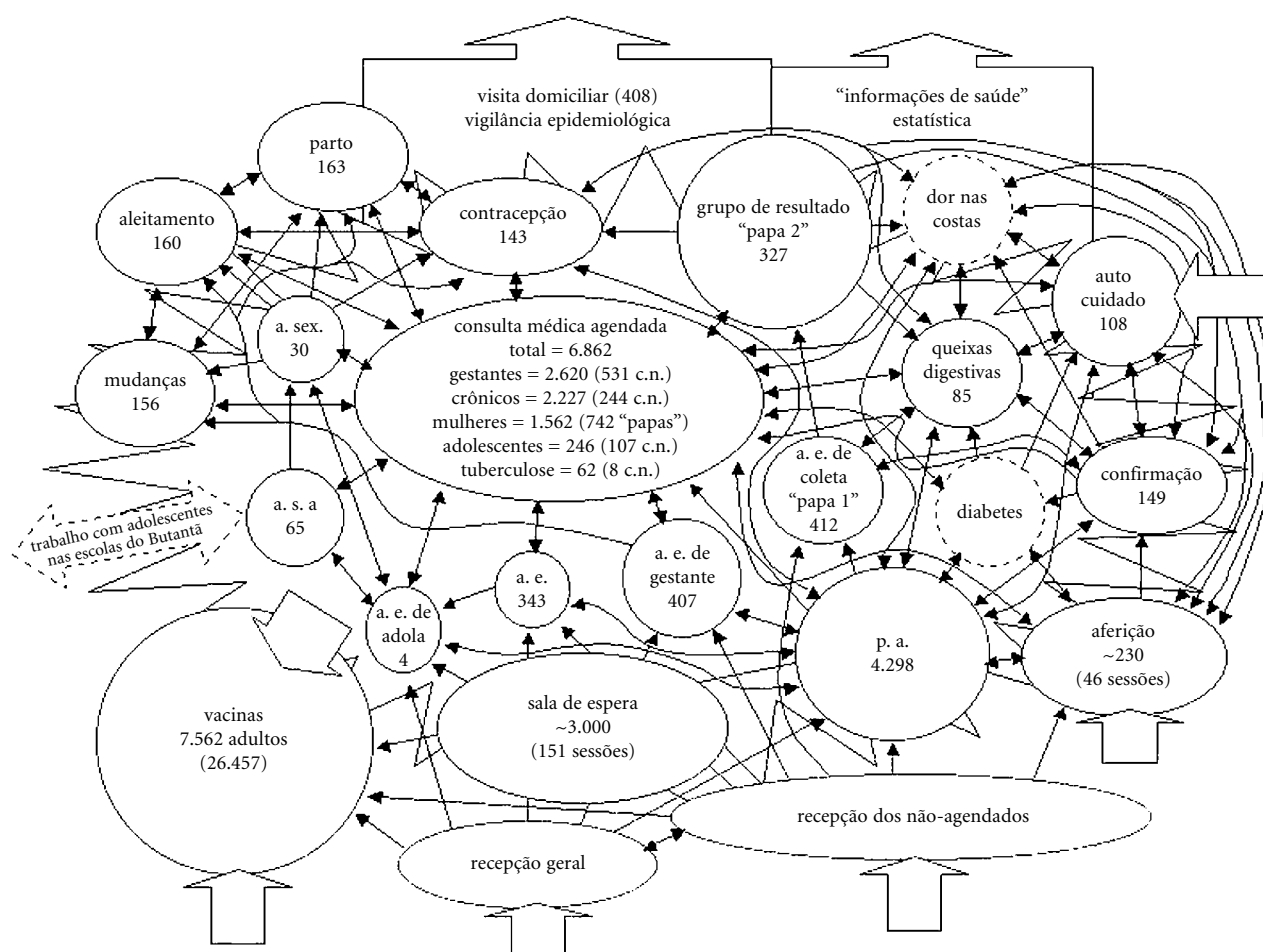 visita domiciliar (408)
vigilância epidemiológica
“informações de saúde”
estatística
parto
163
aleitamento
160
contracepção
143
grupo de resultado
“papa 2”
327
dor nas
costas
auto
cuidado
108
a. sex.
30
mudanças
156
consulta médica agendada
total = 6.862
gestantes = 2.620 (531 c.n.)
crônicos = 2.227 (244 c.n.)
mulheres = 1.562 (742 “papas”)
adolescentes = 246 (107 c.n.)
tuberculose = 62 (8 c.n.)
queixas
digestivas
85
a. e. de
coleta
“papa 1”
412
confirmação
149
diabetes
a. s. a
65
trabalho com adolescentes
nas escolas do Butantã
a. e. de
adola
4
a. e.
343
a. e. de
gestante
407
p. a.
4.298
aferição
~230
(46 sessões)
vacinas
7.562 adultos
(26.457)
sala de espera
~3.000
(151 sessões)
recepção dos não-agendados
recepção geral